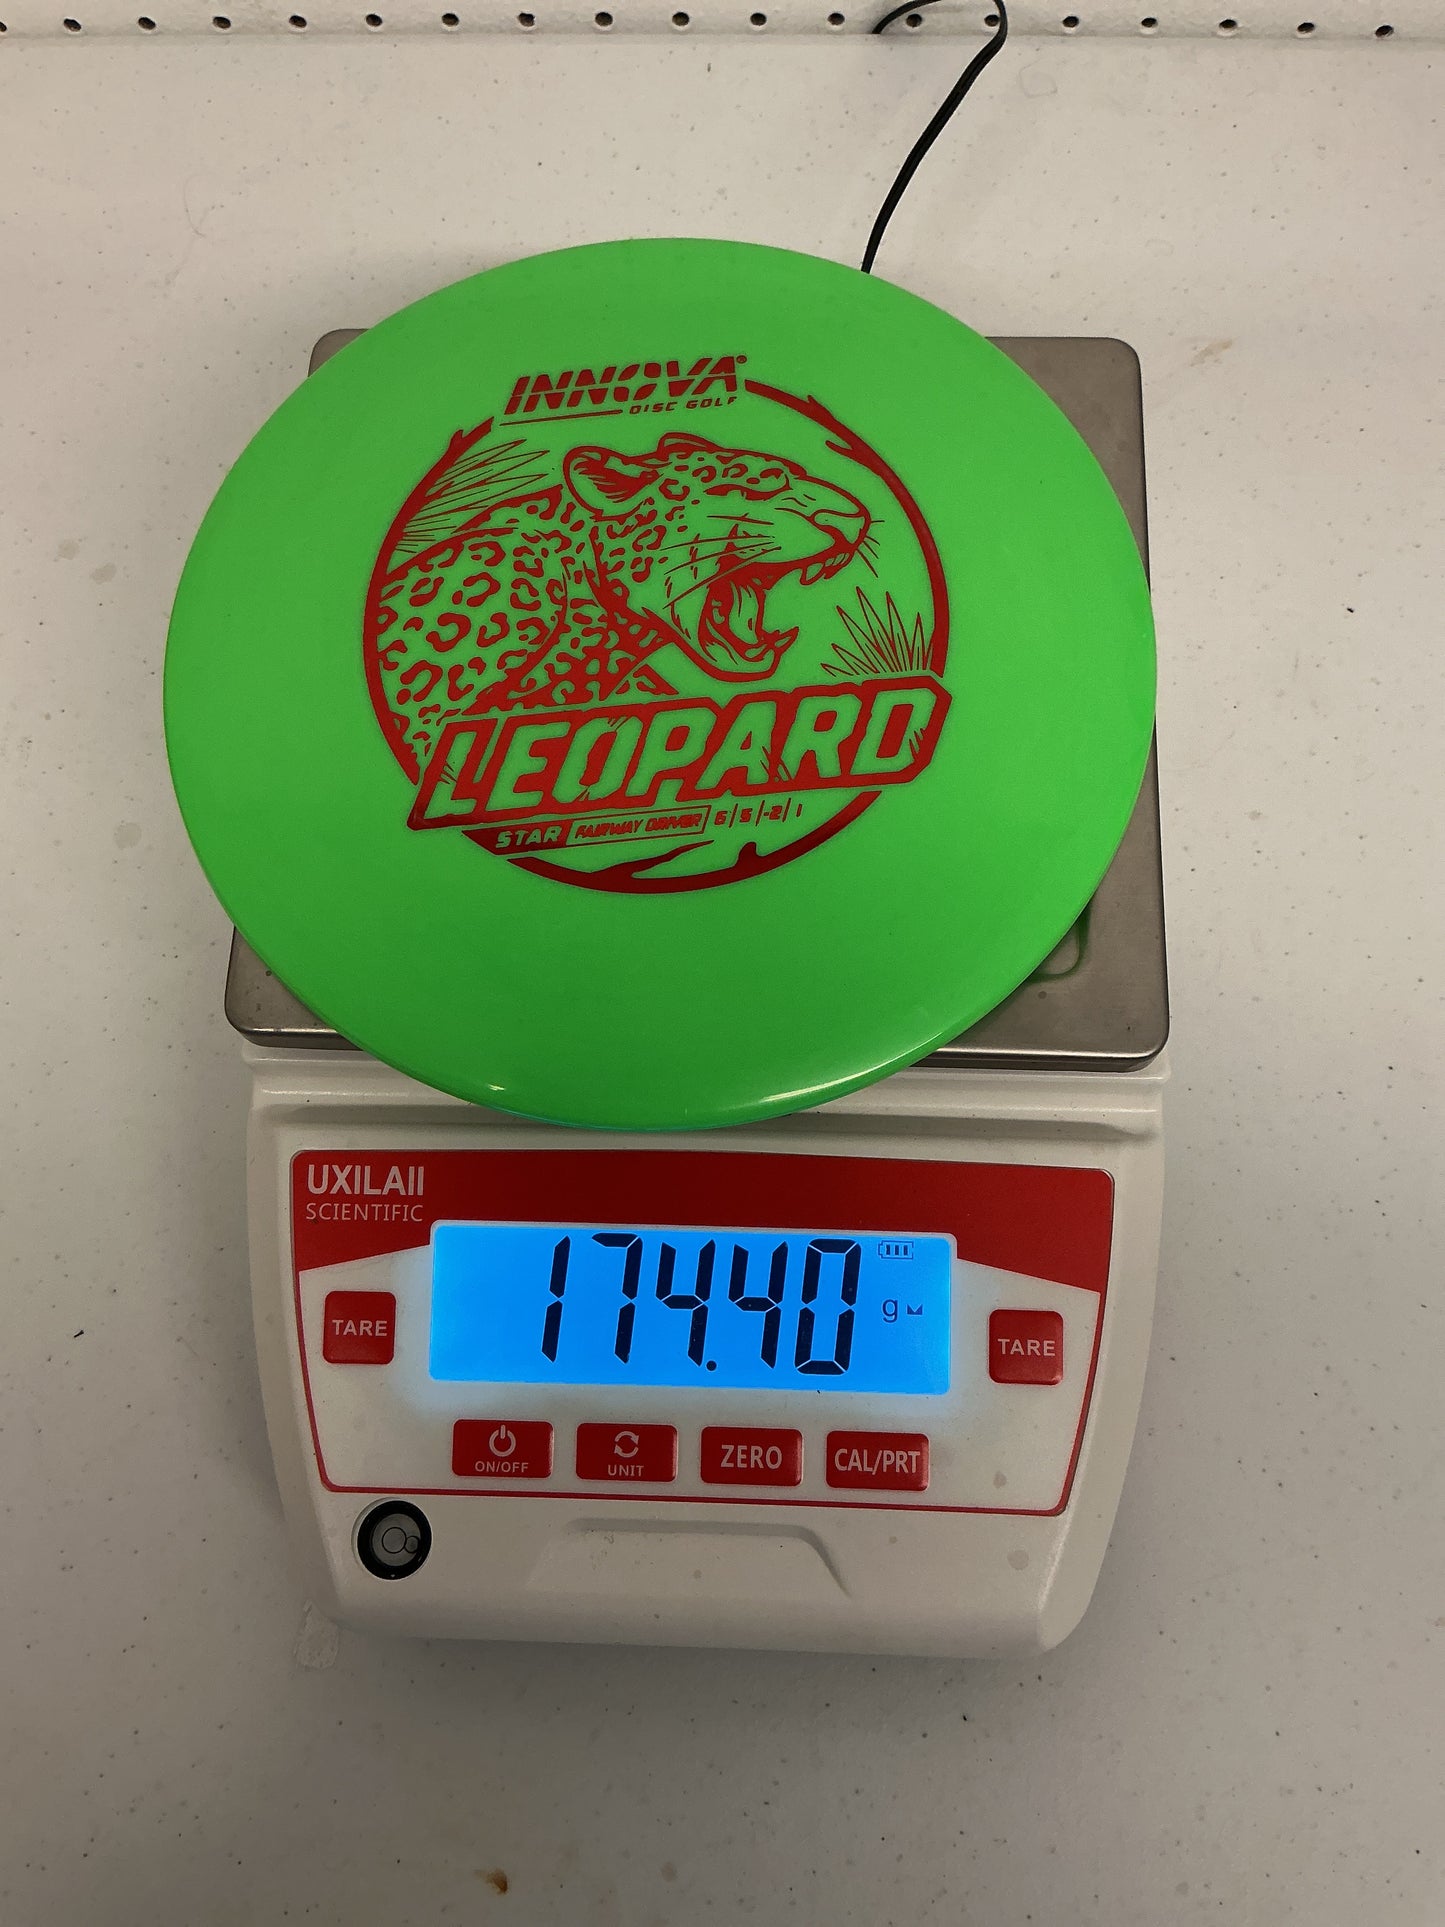 INNOVA®
DISC GOLF
LEOPARD
STAR FAIRWAY DRIVER 6/5/-2/1
UXILAII
SCIENTIFIC
174.40 g
TARE
TARE
ON/OFF UNIT ZERO CAL/PRT